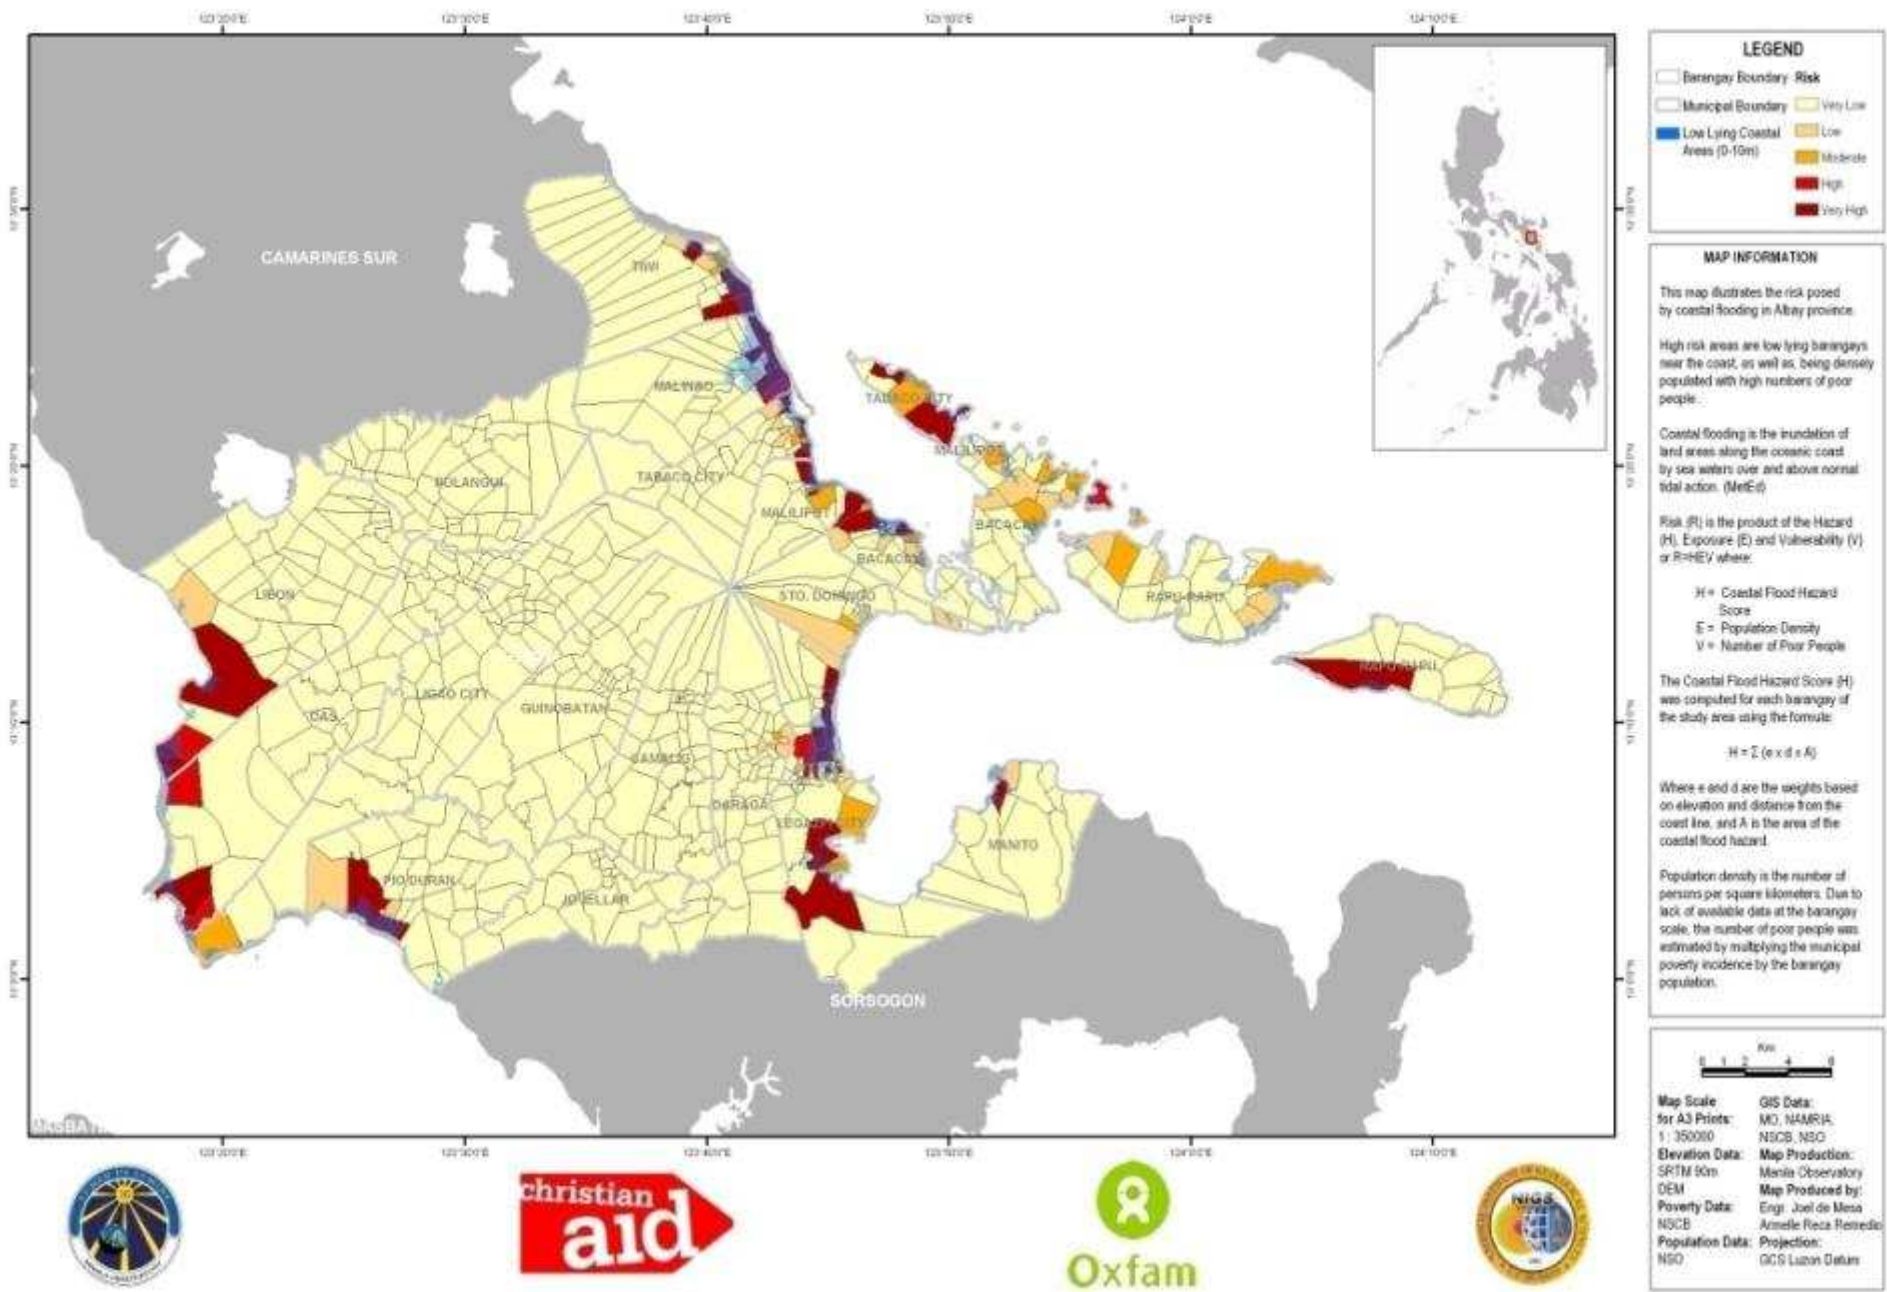 CAMARINES SUR
TIWI
MALINAO
TABACO CITY
POLANGUI
TABACO CITY
MALILIPOT
MALILIPOT
BACACAY
BACACAY
LIBON
STO. DOMINGO
RAPU-RAPU
RAPU-RAPU
LIGAO CITY
OAS
GUINOBATAN
CAMALIG
DARAGA
LEGAZPI CITY
MANITO
PIO DURAN
JOVELLAR
SORSOGON
LEGEND
Barangay Boundary
Municipal Boundary
Low Lying Coastal
Areas (0-10m)
Risk
Very Low
Low
Moderate
High
Very High
MAP INFORMATION
This map illustrates the risk posed
by coastal flooding in Albay province.
High risk areas are low lying barangays
near the coast, as well as, being densely
populated with high numbers of poor
people.
Coastal flooding is the inundation of
land areas along the oceanic coast
by sea waters over and above normal
tidal action. (MetEd)
Risk (R) is the product of the Hazard
(H), Exposure (E) and Vulnerability (V)
or R=HEV where:
H = Coastal Flood Hazard
Score
E = Population Density
V = Number of Poor People
The Coastal Flood Hazard Score (H)
was computed for each barangay of
the study area using the formula:
H = Σ (e x d x A)
Where e and d are the weights based
on elevation and distance from the
coast line, and A is the area of the
coastal flood hazard.
Population density is the number of
persons per square kilometers. Due to
lack of available data at the barangay
scale, the number of poor people was
estimated by multiplying the municipal
poverty incidence by the barangay
population.
Km
0 1 2 4 6
Map Scale
for A3 Prints:
1 : 350000
Elevation Data:
SRTM 90m
DEM
Poverty Data:
NSCB
Population Data:
NSO
GIS Data:
MO, NAMRIA,
NSCB, NSO
Map Production:
Manila Observatory
Map Produced by:
Engr. Joel de Mesa
Armelle Reca Remedio
Projection:
GCS Luzon Datum
christian
aid
Oxfam
NIGS